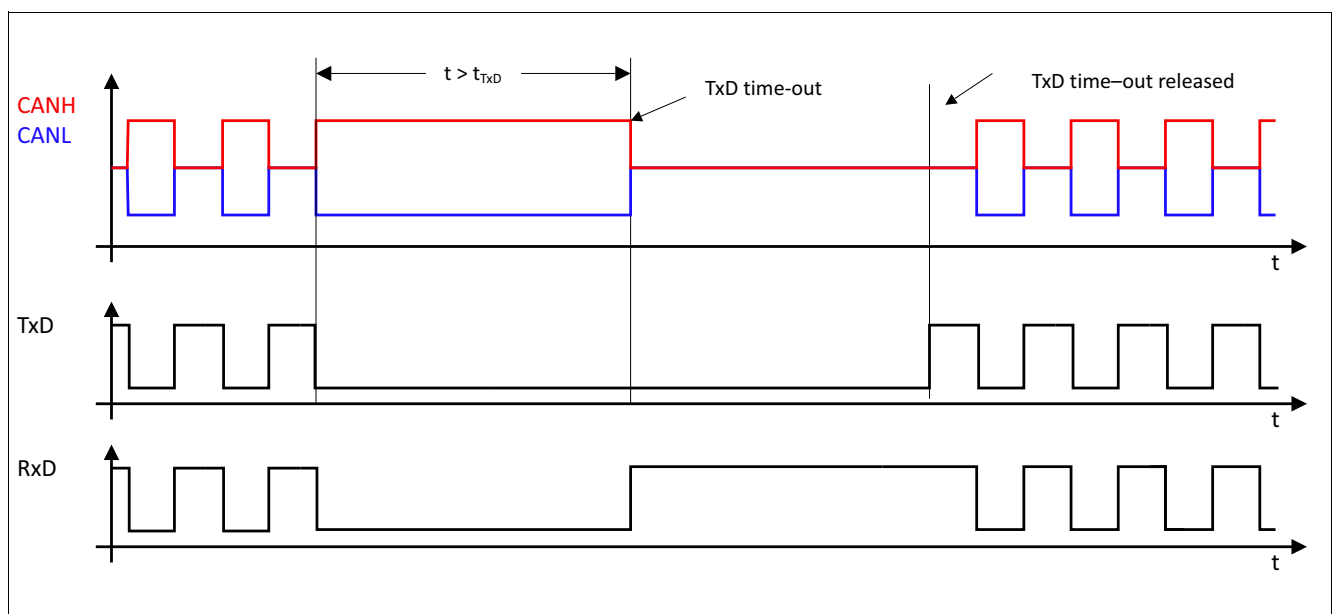 t > tTxD
TxD time-out
TxD time–out released
CANH
CANL
t
TxD
t
RxD
t